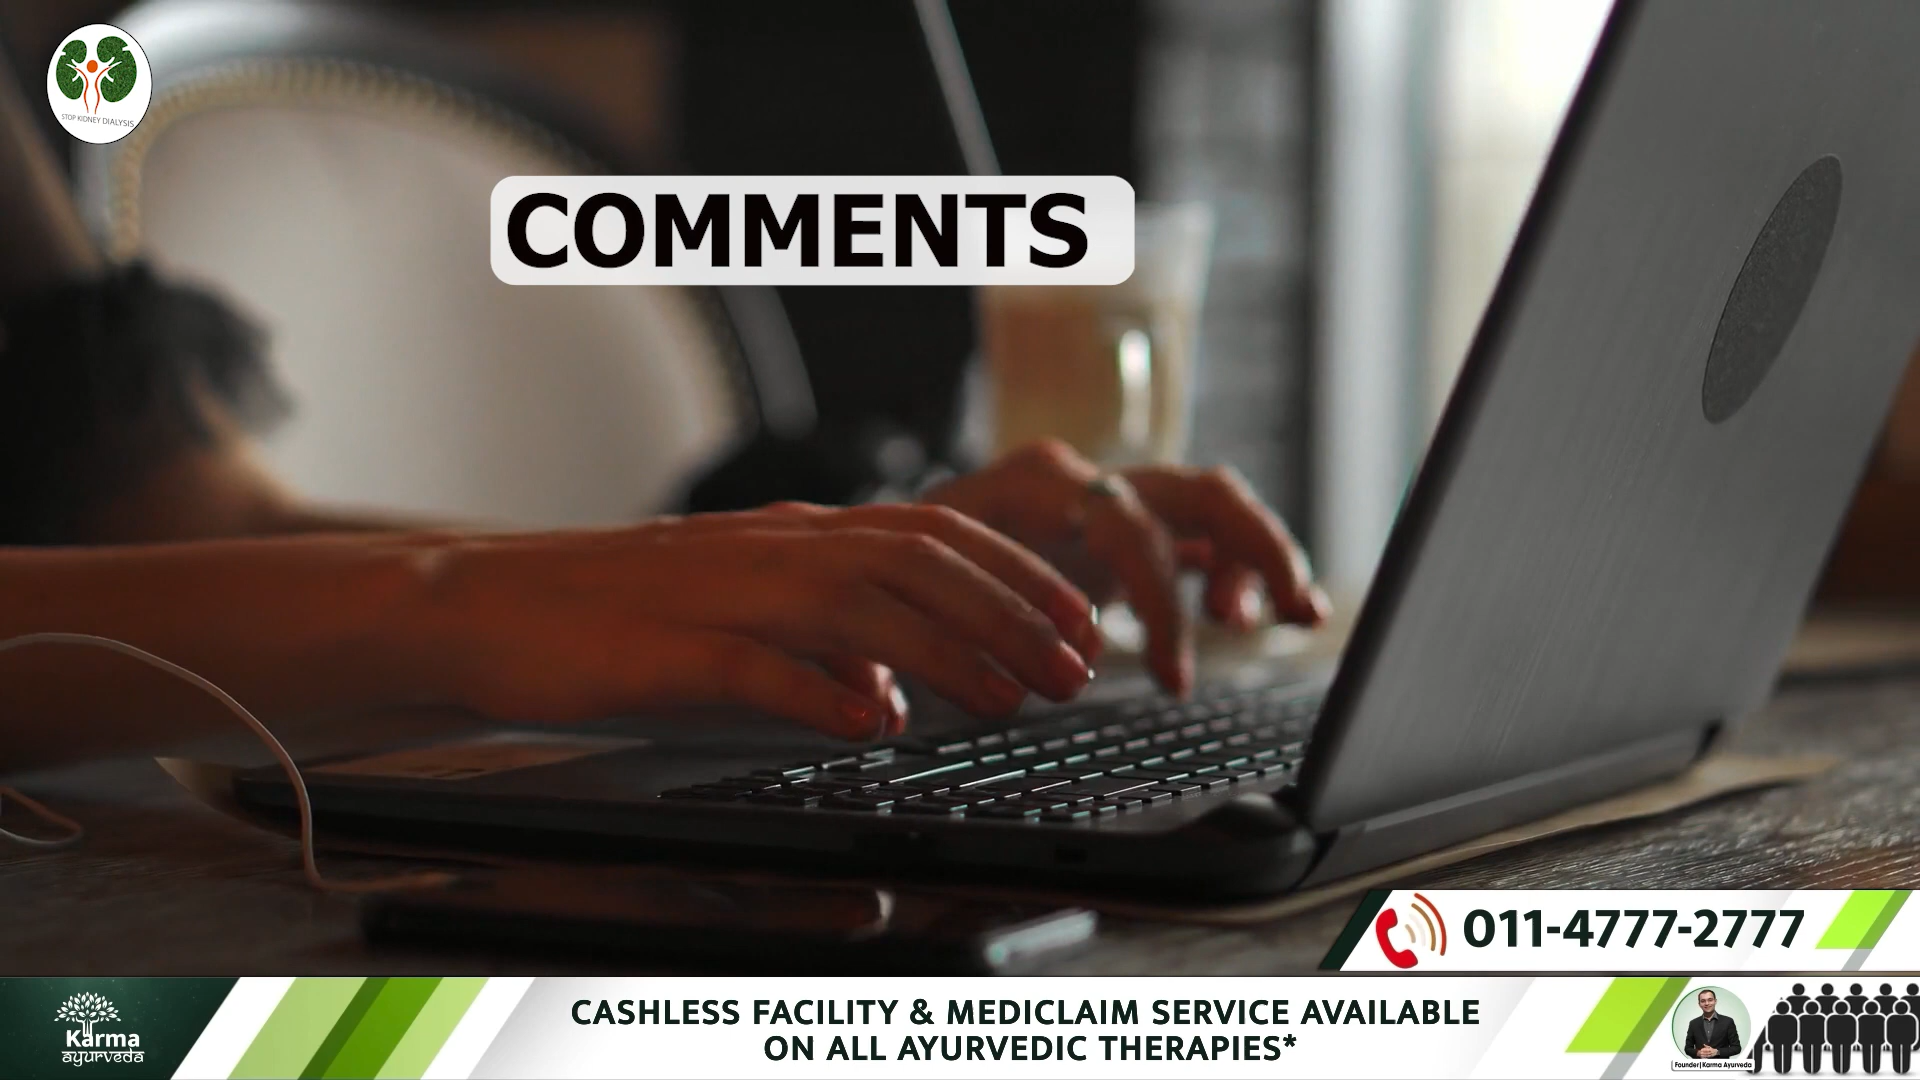 STOP KIDNEY DIALYSIS
COMMENTS
011-4777-2777
Karma
ayurveda
CASHLESS FACILITY & MEDICLAIM SERVICE AVAILABLE
ON ALL AYURVEDIC THERAPIES*
Founder|Karma Ayurveda